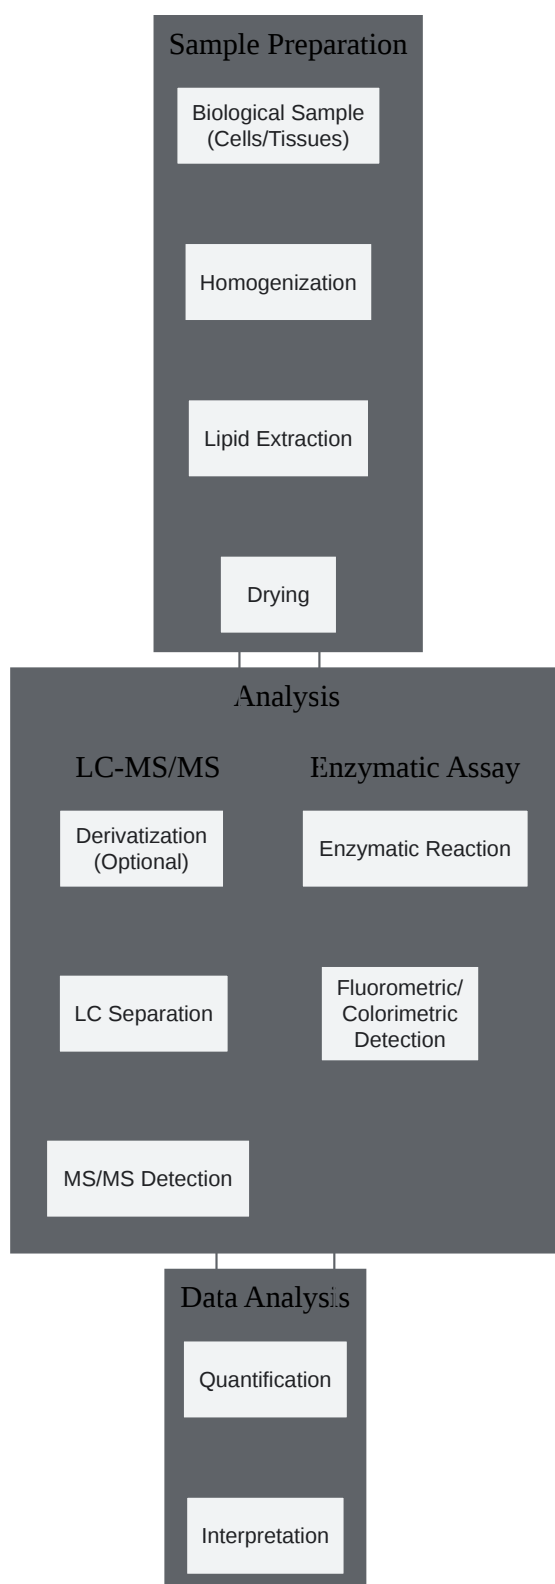 Sample Preparation
Biological Sample
(Cells/Tissues)
Homogenization
Lipid Extraction
Drying
Analysis
LC-MS/MS
Enzymatic Assay
Derivatization
(Optional)
Enzymatic Reaction
LC Separation
Fluorometric/
Colorimetric
Detection
MS/MS Detection
Data Analysis
Quantification
Interpretation